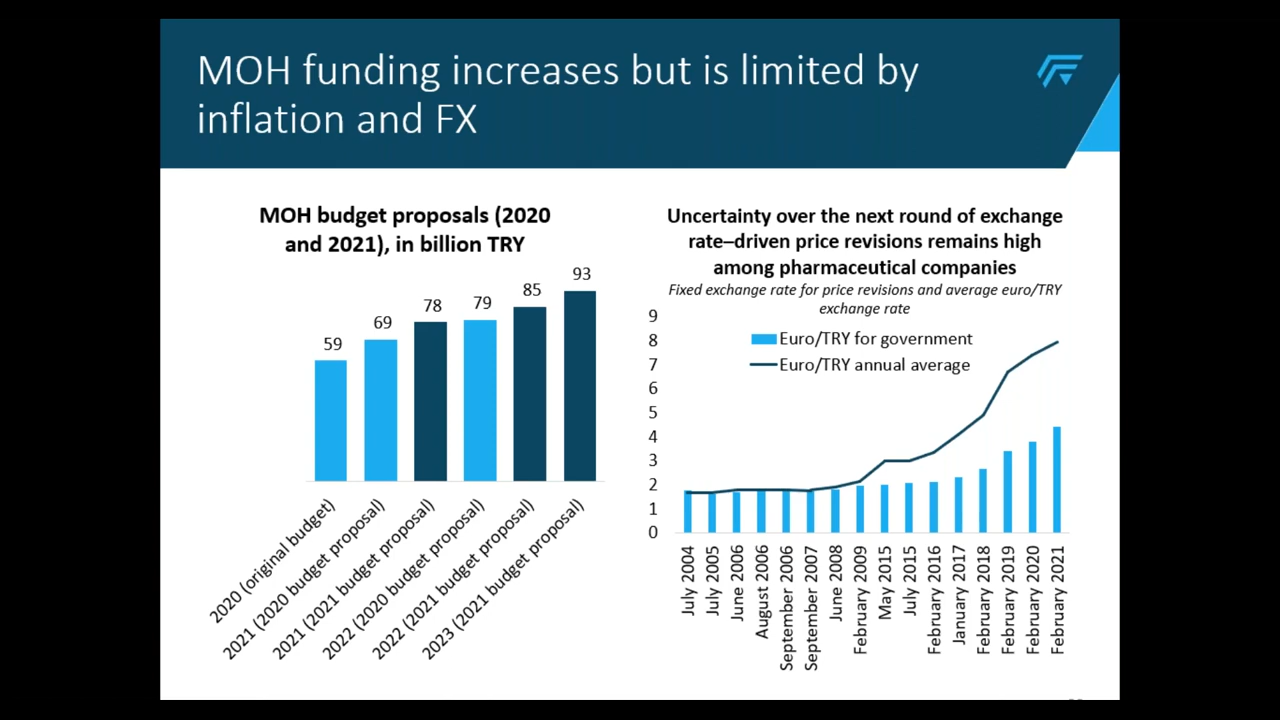 MOH funding increases but is limited by
inflation and FX
MOH budget proposals (2020
and 2021), in billion TRY
59
69
78
79
85
93
2020 (original budget)
2021 (2020 budget proposal)
2021 (2021 budget proposal)
2022 (2020 budget proposal)
2022 (2021 budget proposal)
2023 (2021 budget proposal)
Uncertainty over the next round of exchange
rate–driven price revisions remains high
among pharmaceutical companies
Fixed exchange rate for price revisions and average euro/TRY
exchange rate
9
8
7
6
5
4
3
2
1
0
Euro/TRY for government
Euro/TRY annual average
July 2004
July 2005
June 2006
August 2006
September 2006
September 2007
June 2008
February 2009
May 2015
July 2015
February 2016
January 2017
February 2018
February 2019
February 2020
February 2021